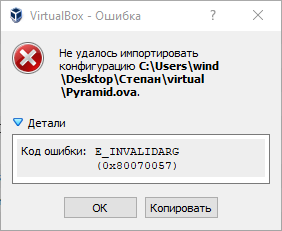 VirtualBox - Ошибка
?
Не удалось импортировать
конфигурацию C:\Users\wind
\Desktop\Степан\virtual
\Pyramid.ova.
Детали
Код ошибки: E_INVALIDARG
(0x80070057)
OK Копировать